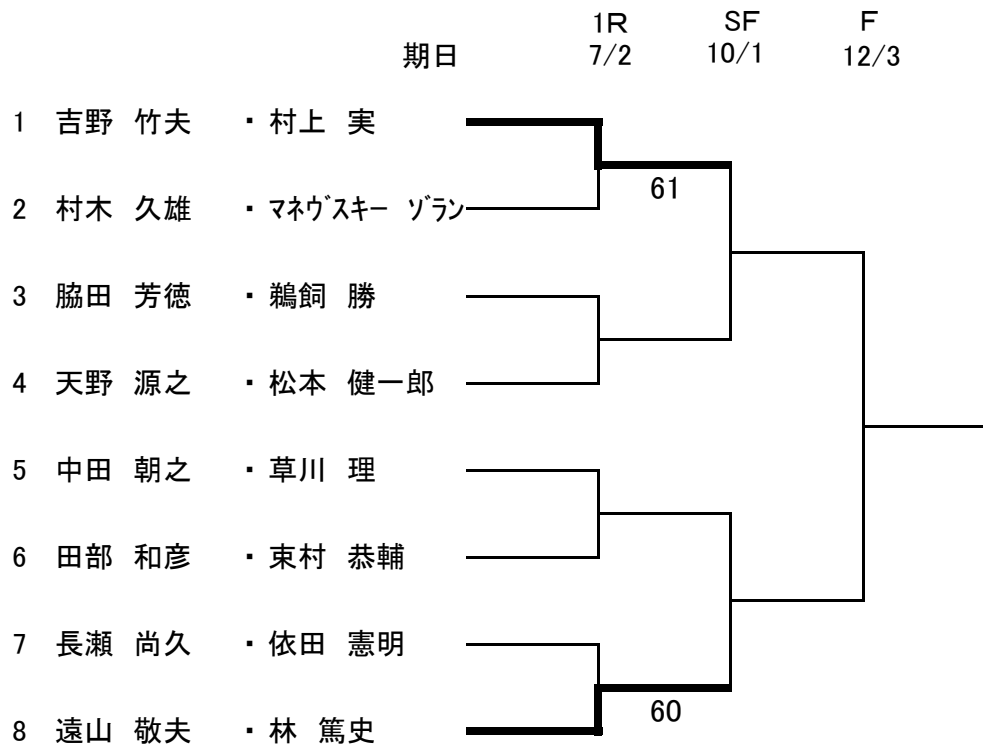 1R SF F
期日 7/2 10/1 12/3
1 吉野 竹夫 ・ 村上 実
61
2 村木 久雄 ・ マネヴスキー ゾラン
3 脇田 芳徳 ・ 鵜飼 勝
4 天野 源之 ・ 松本 健一郎
5 中田 朝之 ・ 草川 理
6 田部 和彦 ・ 束村 恭輔
7 長瀬 尚久 ・ 依田 憲明
60
8 遠山 敬夫 ・ 林 篤史